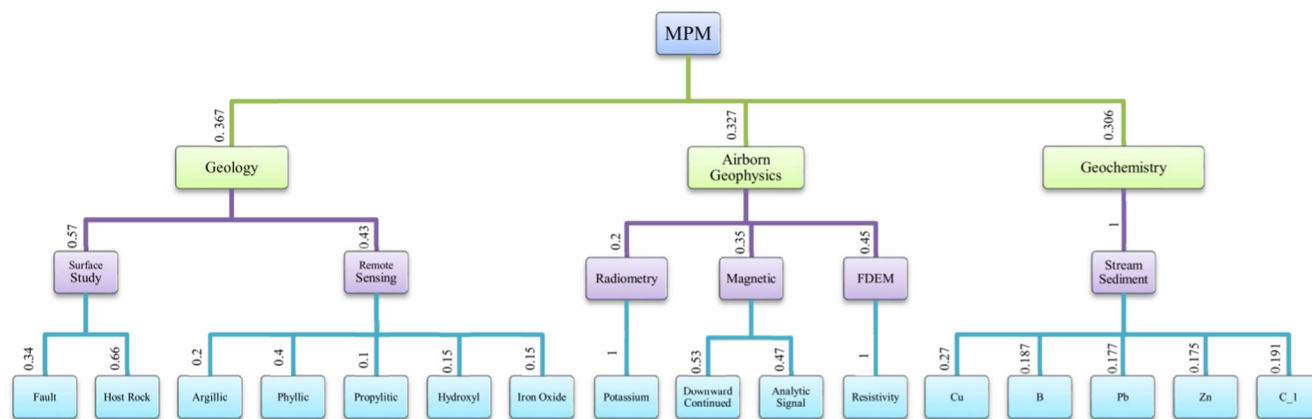 MPM
0. 367
0.327
0.306
Geology
Airborn
Geophysics
Geochemistry
0.57
0.43
0.2
0.35
0.45
1
Surface
Study
Remote
Sensing
Radiometry
Magnetic
FDEM
Stream
Sediment
0.34
0.66
0.2
0.4
0.1
0.15
0.15
1
0.53
0.47
1
0.27
0.187
0.177
0.175
0.191
Fault
Host Rock
Argillic
Phyllic
Propylitic
Hydroxyl
Iron Oxide
Potassium
Downward
Continued
Analytic
Signal
Resistivity
Cu
B
Pb
Zn
C_1